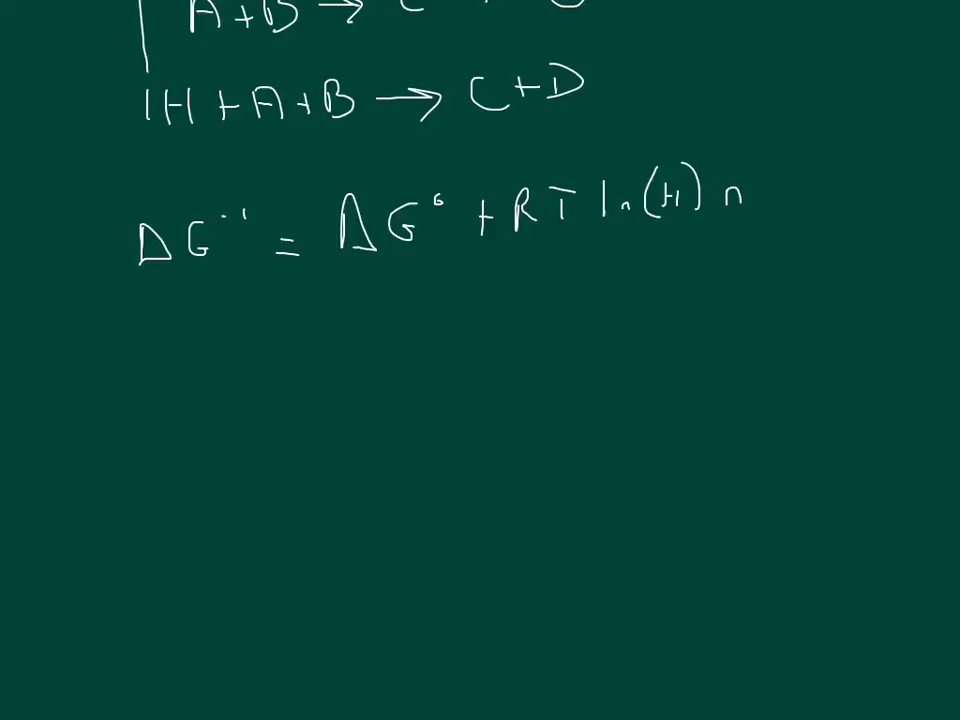 A + B → C
1H + A + B → C + D
ΔG°' = ΔG° + RT ln(H) n